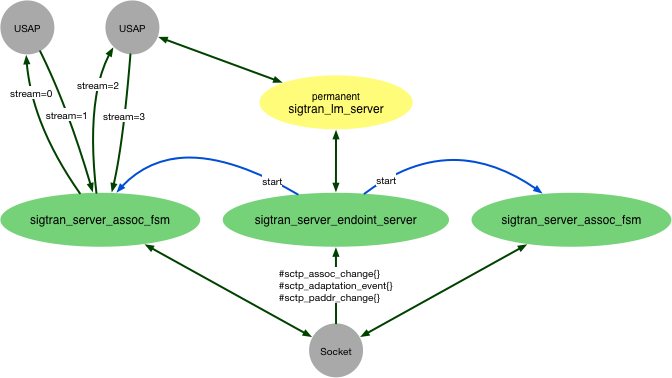 USAP
USAP
stream=0
stream=2
stream=1
stream=3
permanent
sigtran_lm_server
start
start
sigtran_server_assoc_fsm
sigtran_server_endoint_server
sigtran_server_assoc_fsm
#sctp_assoc_change{}
#sctp_adaptation_event{}
#sctp_paddr_change{}
Socket